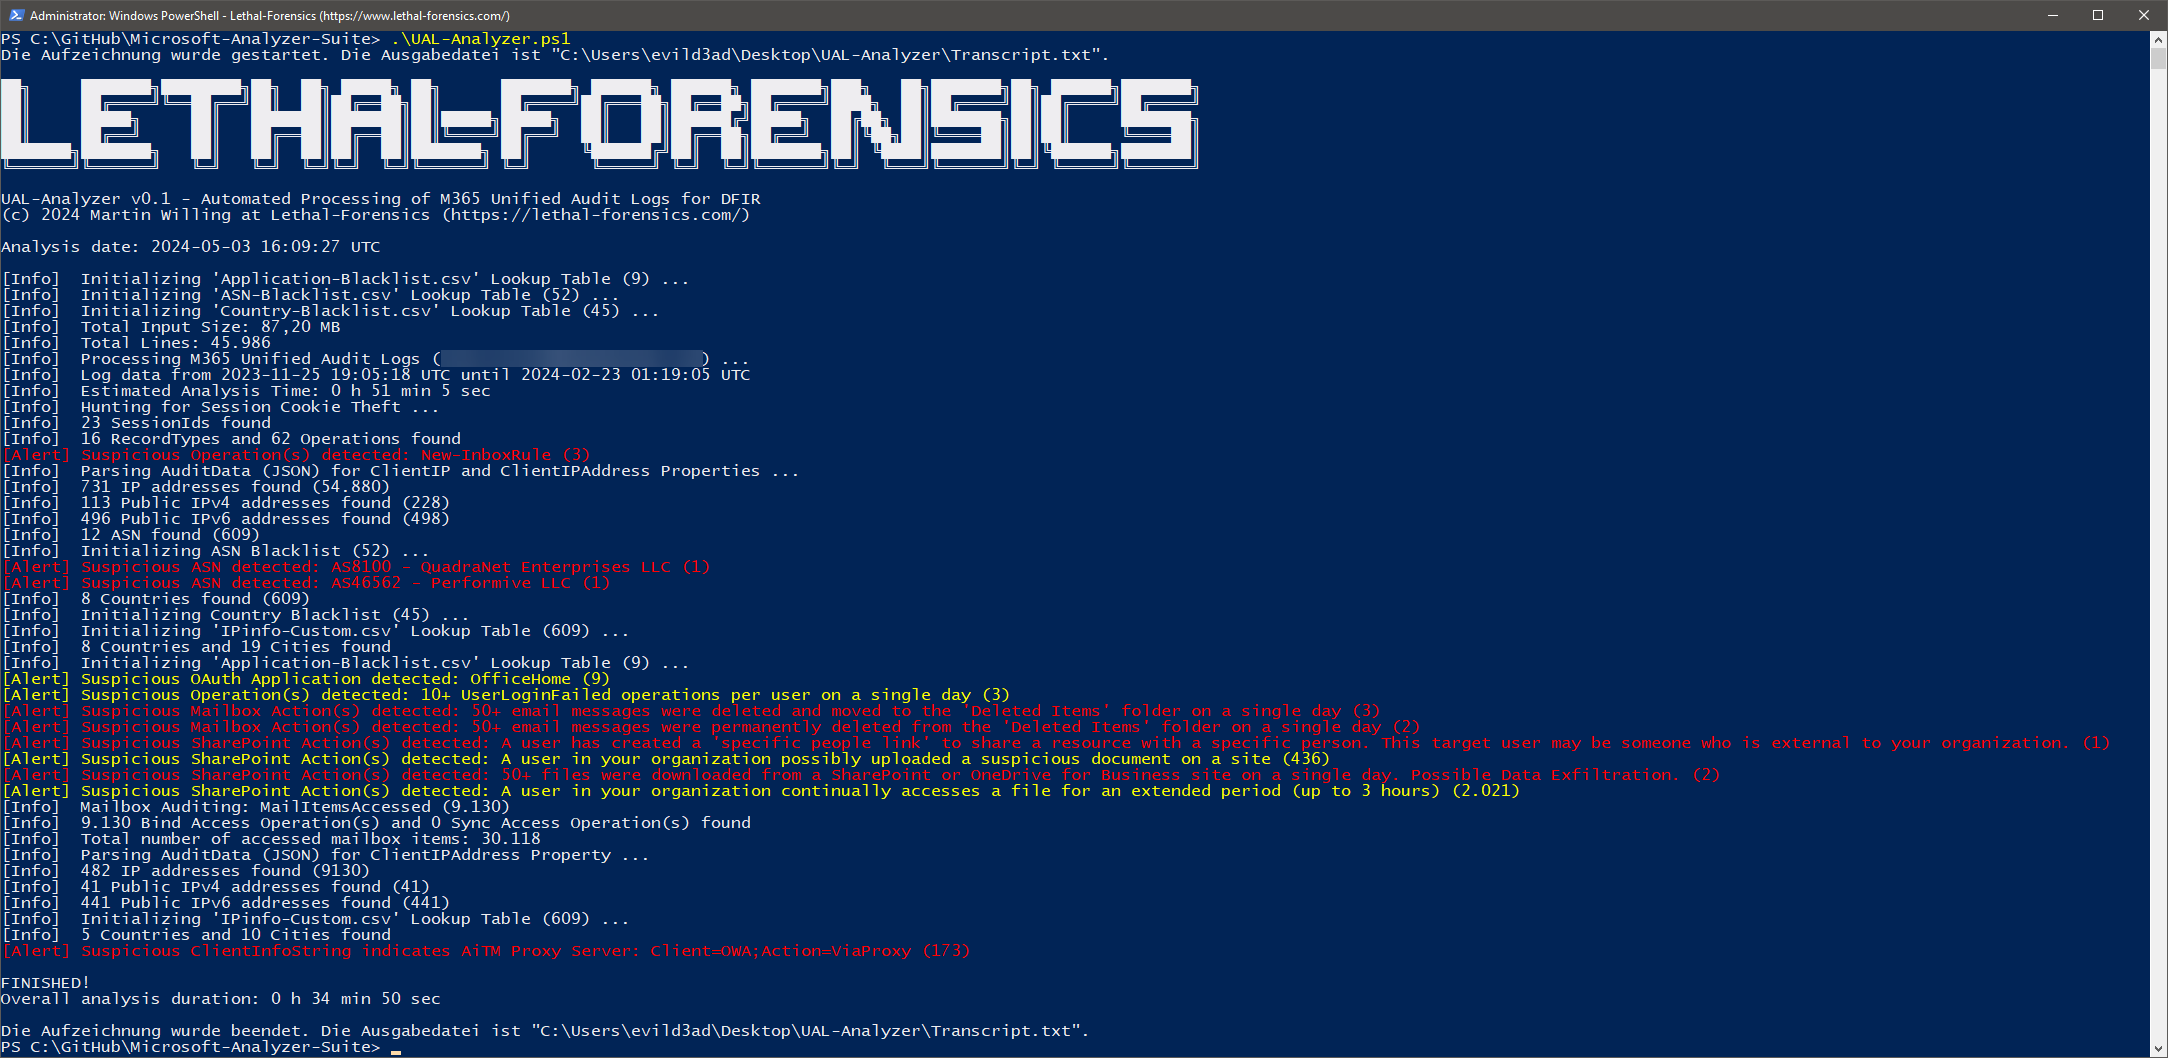 Administrator: Windows PowerShell - Lethal-Forensics (https://www.lethal-forensics.com/)
PS C:\GitHub\Microsoft-Analyzer-Suite> .\UAL-Analyzer.ps1
Die Aufzeichnung wurde gestartet. Die Ausgabedatei ist "C:\Users\evild3ad\Desktop\UAL-Analyzer\Transcript.txt".
LETHAL-FORENSICS
UAL-Analyzer v0.1 - Automated Processing of M365 Unified Audit Logs for DFIR
(c) 2024 Martin Willing at Lethal-Forensics (https://lethal-forensics.com/)
Analysis date: 2024-05-03 16:09:27 UTC
[Info]  Initializing 'Application-Blacklist.csv' Lookup Table (9) ...
[Info]  Initializing 'ASN-Blacklist.csv' Lookup Table (52) ...
[Info]  Initializing 'Country-Blacklist.csv' Lookup Table (45) ...
[Info]  Total Input Size: 87,20 MB
[Info]  Total Lines: 45.986
[Info]  Processing M365 Unified Audit Logs ( ) ...
[Info]  Log data from 2023-11-25 19:05:18 UTC until 2024-02-23 01:19:05 UTC
[Info]  Estimated Analysis Time: 0 h 51 min 5 sec
[Info]  Hunting for Session Cookie Theft ...
[Info]  23 SessionIds found
[Info]  16 RecordTypes and 62 Operations found
[Alert] Suspicious Operation(s) detected: New-InboxRule (3)
[Info]  Parsing AuditData (JSON) for ClientIP and ClientIPAddress Properties ...
[Info]  731 IP addresses found (54.880)
[Info]  113 Public IPv4 addresses found (228)
[Info]  496 Public IPv6 addresses found (498)
[Info]  12 ASN found (609)
[Info]  Initializing ASN Blacklist (52) ...
[Alert] Suspicious ASN detected: AS8100 - QuadraNet Enterprises LLC (1)
[Alert] Suspicious ASN detected: AS46562 - Performive LLC (1)
[Info]  8 Countries found (609)
[Info]  Initializing Country Blacklist (45) ...
[Info]  Initializing 'IPinfo-Custom.csv' Lookup Table (609) ...
[Info]  8 Countries and 19 Cities found
[Info]  Initializing 'Application-Blacklist.csv' Lookup Table (9) ...
[Alert] Suspicious OAuth Application detected: OfficeHome (9)
[Alert] Suspicious Operation(s) detected: 10+ UserLoginFailed operations per user on a single day (3)
[Alert] Suspicious Mailbox Action(s) detected: 50+ email messages were deleted and moved to the 'Deleted Items' folder on a single day (3)
[Alert] Suspicious Mailbox Action(s) detected: 50+ email messages were permanently deleted from the 'Deleted Items' folder on a single day (2)
[Alert] Suspicious SharePoint Action(s) detected: A user has created a 'specific people link' to share a resource with a specific person. This target user may be someone who is external to your organization. (1)
[Alert] Suspicious SharePoint Action(s) detected: A user in your organization possibly uploaded a suspicious document on a site (436)
[Alert] Suspicious SharePoint Action(s) detected: 50+ files were downloaded from a SharePoint or OneDrive for Business site on a single day. Possible Data Exfiltration. (2)
[Alert] Suspicious SharePoint Action(s) detected: A user in your organization continually accesses a file for an extended period (up to 3 hours) (2.021)
[Info]  Mailbox Auditing: MailItemsAccessed (9.130)
[Info]  9.130 Bind Access Operation(s) and 0 Sync Access Operation(s) found
[Info]  Total number of accessed mailbox items: 30.118
[Info]  Parsing AuditData (JSON) for ClientIPAddress Property ...
[Info]  482 IP addresses found (9130)
[Info]  41 Public IPv4 addresses found (41)
[Info]  441 Public IPv6 addresses found (441)
[Info]  Initializing 'IPinfo-Custom.csv' Lookup Table (609) ...
[Info]  5 Countries and 10 Cities found
[Alert] Suspicious ClientInfoString indicates AiTM Proxy Server: Client=OWA;Action=ViaProxy (173)
FINISHED!
Overall analysis duration: 0 h 34 min 50 sec
Die Aufzeichnung wurde beendet. Die Ausgabedatei ist "C:\Users\evild3ad\Desktop\UAL-Analyzer\Transcript.txt".
PS C:\GitHub\Microsoft-Analyzer-Suite>